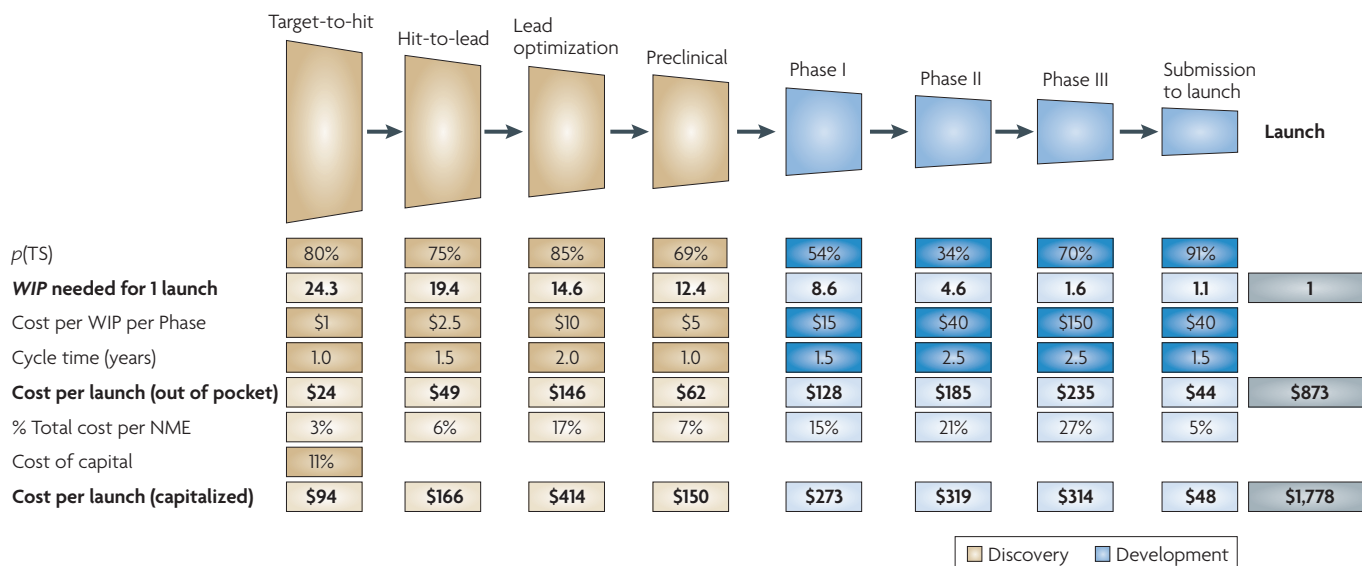 Target-to-hit
Hit-to-lead
Lead
optimization
Preclinical
Phase I
Phase II
Phase III
Submission
to launch
Launch
p(TS) 80% 75% 85% 69% 54% 34% 70% 91%
WIP needed for 1 launch 24.3 19.4 14.6 12.4 8.6 4.6 1.6 1.1 1
Cost per WIP per Phase $1 $2.5 $10 $5 $15 $40 $150 $40
Cycle time (years) 1.0 1.5 2.0 1.0 1.5 2.5 2.5 1.5
Cost per launch (out of pocket) $24 $49 $146 $62 $128 $185 $235 $44 $873
% Total cost per NME 3% 6% 17% 7% 15% 21% 27% 5%
Cost of capital 11%
Cost per launch (capitalized) $94 $166 $414 $150 $273 $319 $314 $48 $1,778
Discovery Development